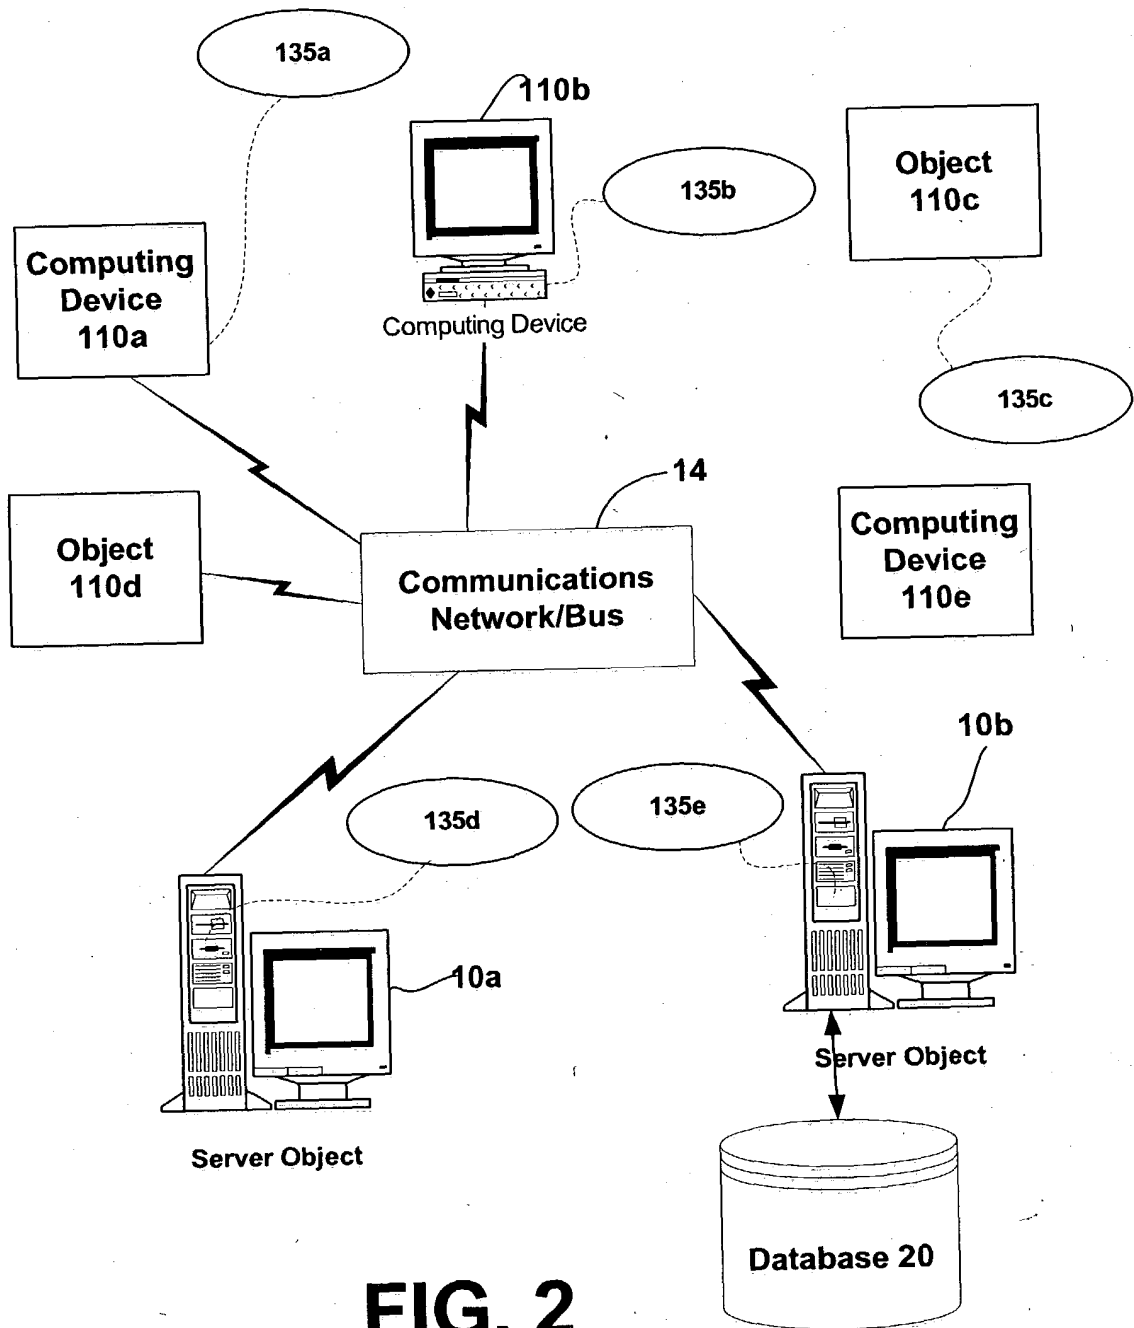 135a
110b
135b
Object
110c
Computing
Device
110a
Computing Device
135c
14
Object
110d
Communications
Network/Bus
Computing
Device
110e
10b
135d
135e
10a
Server Object
Server Object
Database 20
FIG. 2